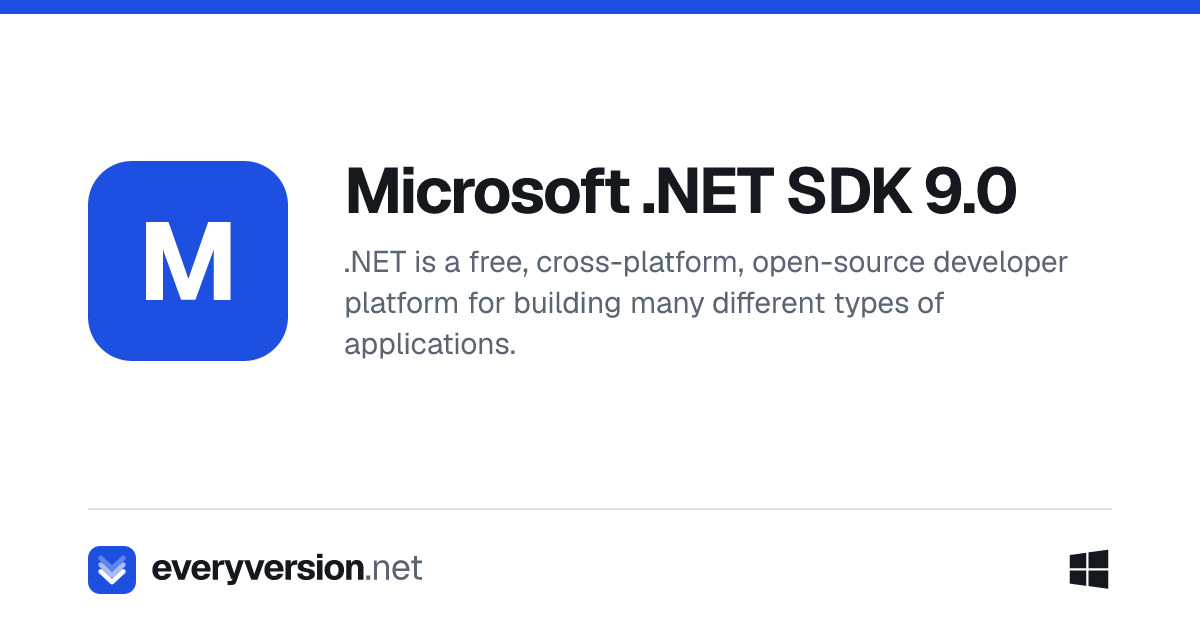 M
Microsoft .NET SDK 9.0
.NET is a free, cross-platform, open-source developer
platform for building many different types of
applications.
everyversion.net